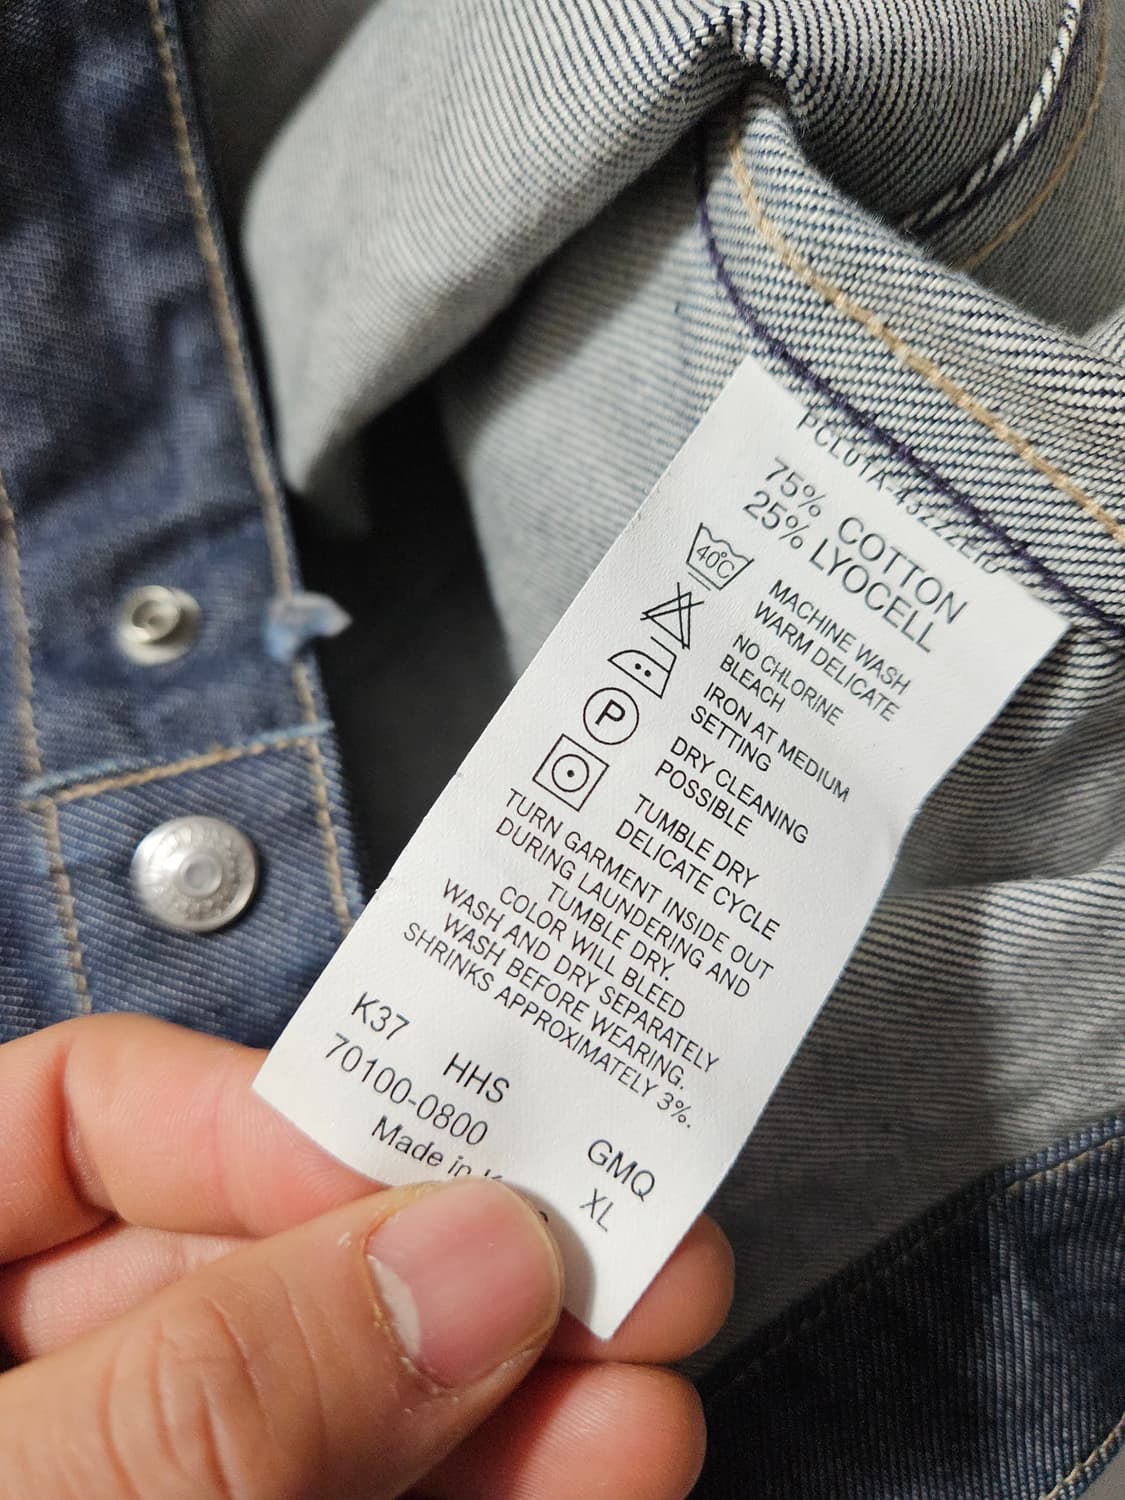 75% COTTON
25% LYOCELL
40°C
MACHINE WASH
WARM DELICATE
NO CHLORINE
BLEACH
IRON AT MEDIUM
SETTING
P
DRY CLEANING
POSSIBLE
TUMBLE DRY
DELICATE CYCLE
TURN GARMENT INSIDE OUT
DURING LAUNDERING AND
TUMBLE DRY.
COLOR WILL BLEED
WASH AND DRY SEPARATELY
WASH BEFORE WEARING.
SHRINKS APPROXIMATELY 3%.
K37 HHS GMQ
70100-0800 XL
Made in